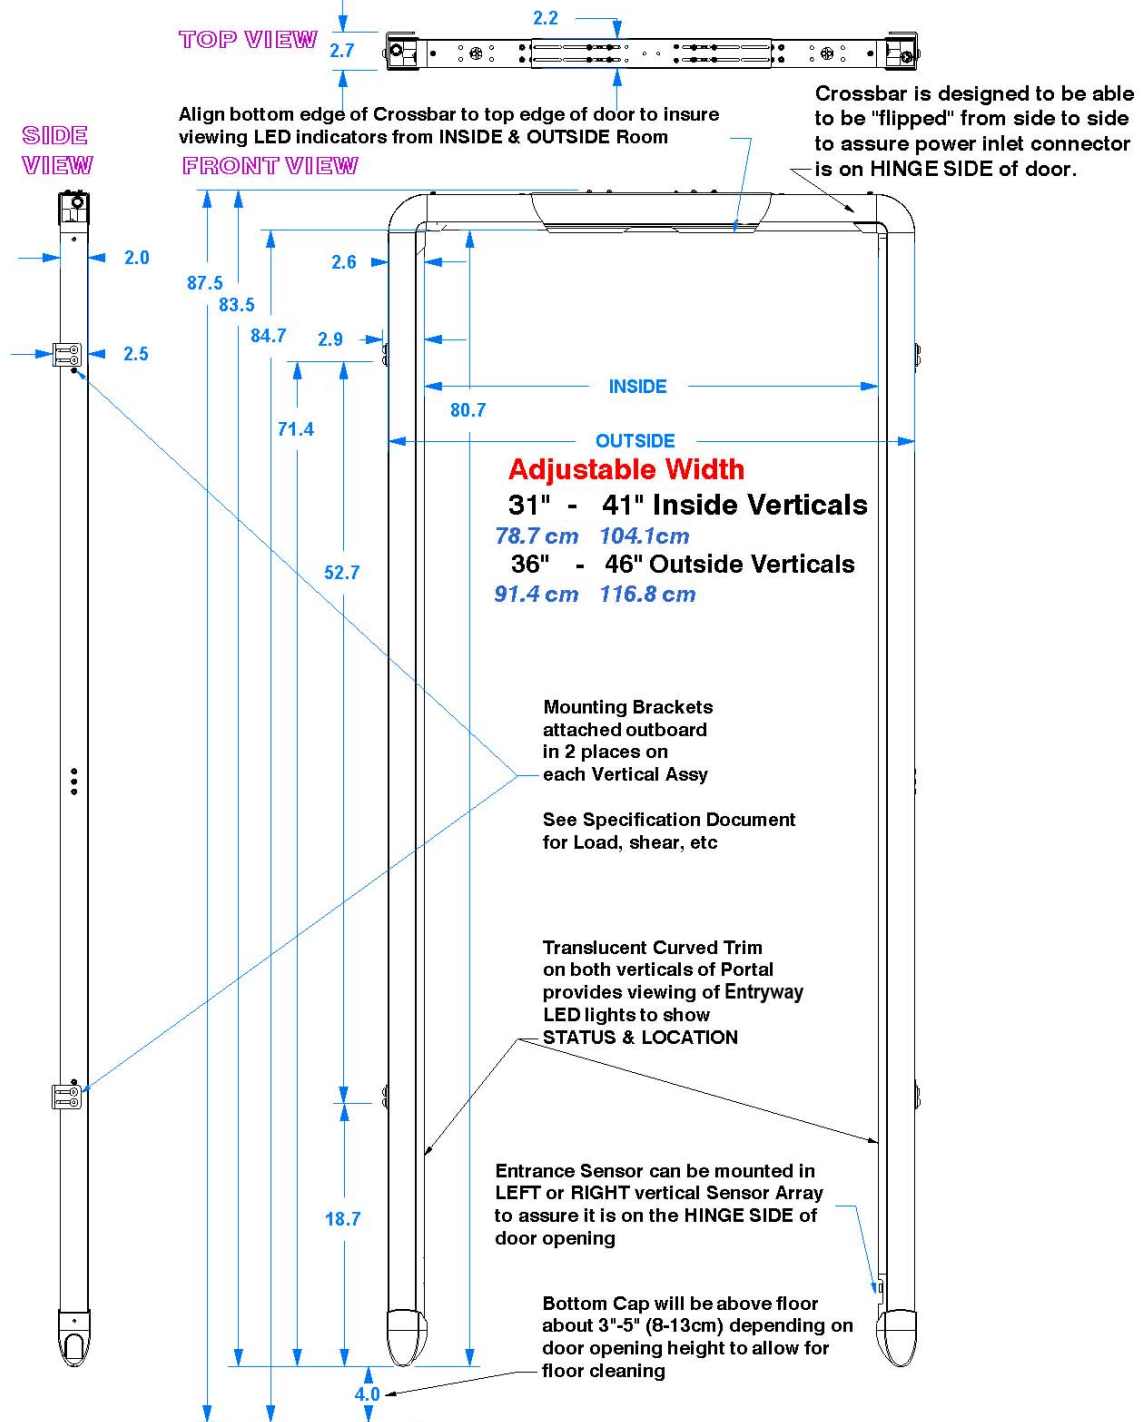 TOP VIEW
2.7
2.2
Align bottom edge of Crossbar to top edge of door to insure
viewing LED indicators from INSIDE & OUTSIDE Room
Crossbar is designed to be able
to be "flipped" from side to side
to assure power inlet connector
is on HINGE SIDE of door.
SIDE
VIEW
FRONT VIEW
2.0
2.6
87.5
83.5
84.7
2.9
2.5
INSIDE
80.7
71.4
OUTSIDE
Adjustable Width
31" - 41" Inside Verticals
78.7 cm 104.1cm
36" - 46" Outside Verticals
91.4 cm 116.8 cm
52.7
Mounting Brackets
attached outboard
in 2 places on
each Vertical Assy
See Specification Document
for Load, shear, etc
Translucent Curved Trim
on both verticals of Portal
provides viewing of Entryway
LED lights to show
STATUS & LOCATION
Entrance Sensor can be mounted in
LEFT or RIGHT vertical Sensor Array
to assure it is on the HINGE SIDE of
door opening
18.7
Bottom Cap will be above floor
about 3"-5" (8-13cm) depending on
door opening height to allow for
floor cleaning
4.0